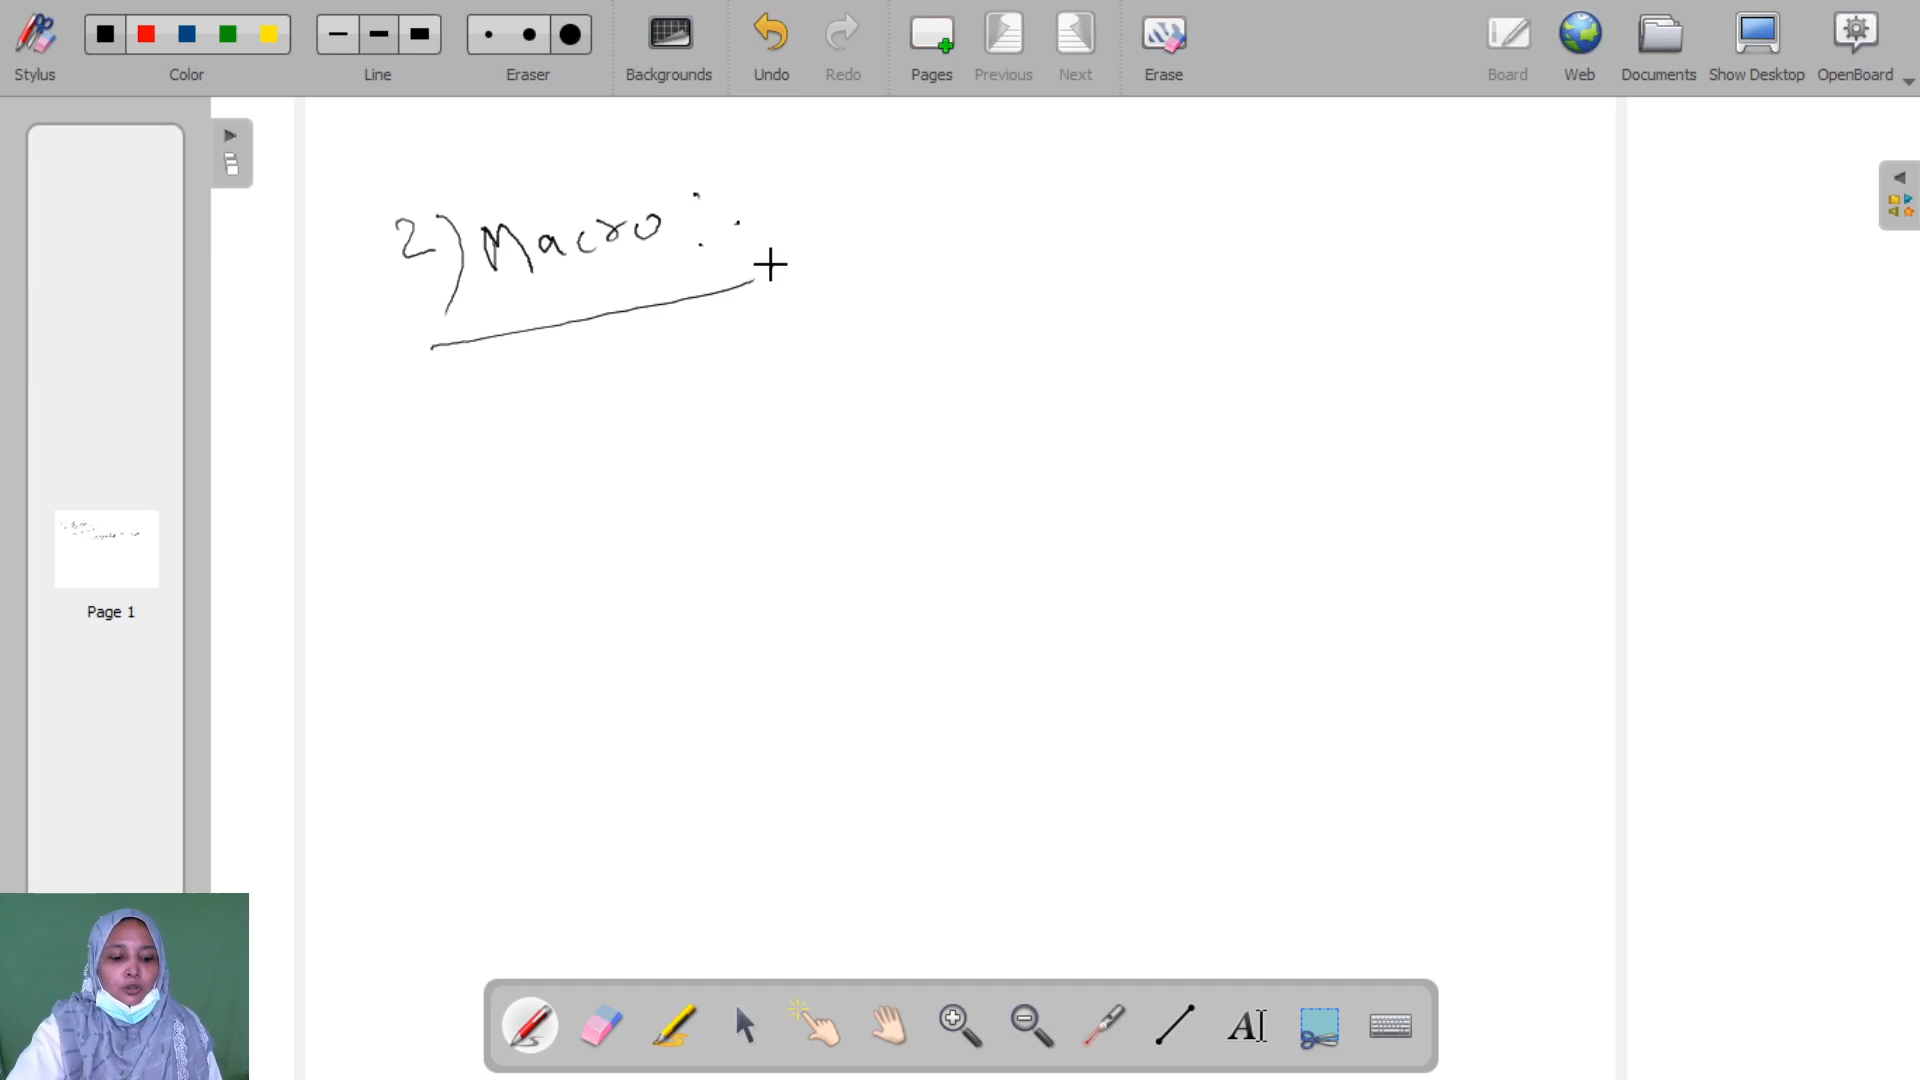 Stylus
Color
Line
Eraser
Backgrounds
Undo
Redo
Pages
Previous
Next
Erase
Board
Web
Documents
Show Desktop
OpenBoard
2) Macro :.
Page 1
AI